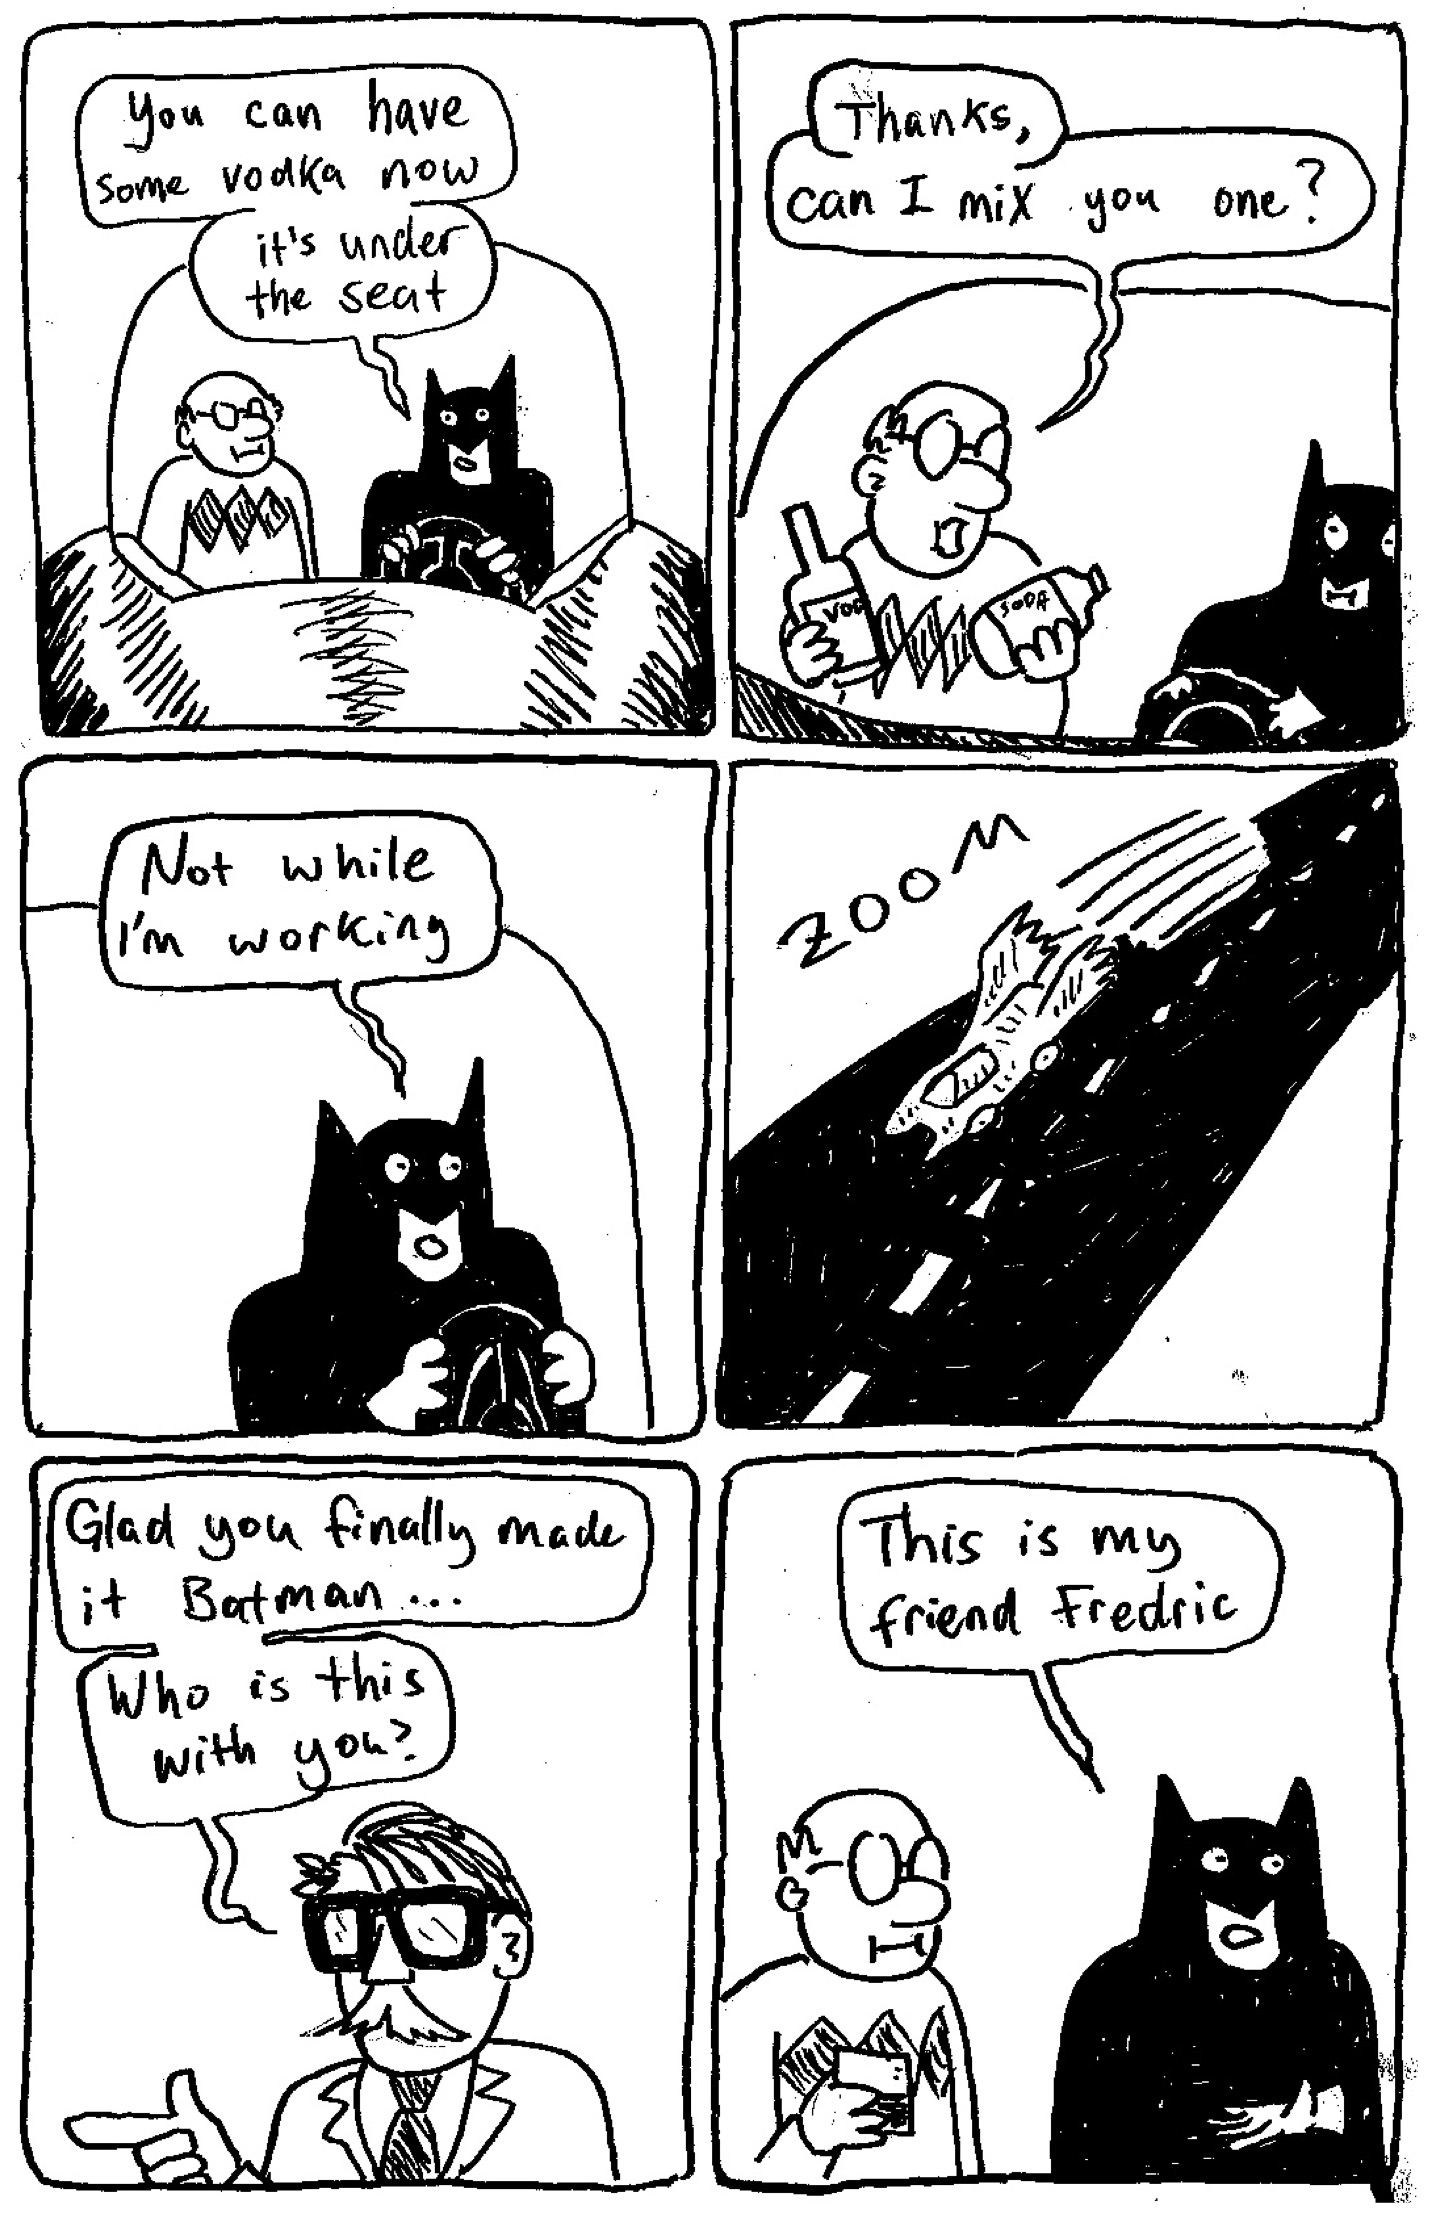 You can have
some vodka now
it's under
the seat
Thanks,
can I mix you one?
VOD
SODA
Not while
I'm working
ZOOM
Glad you finally made
it Batman...
Who is this
with you?
This is my
friend Fredric